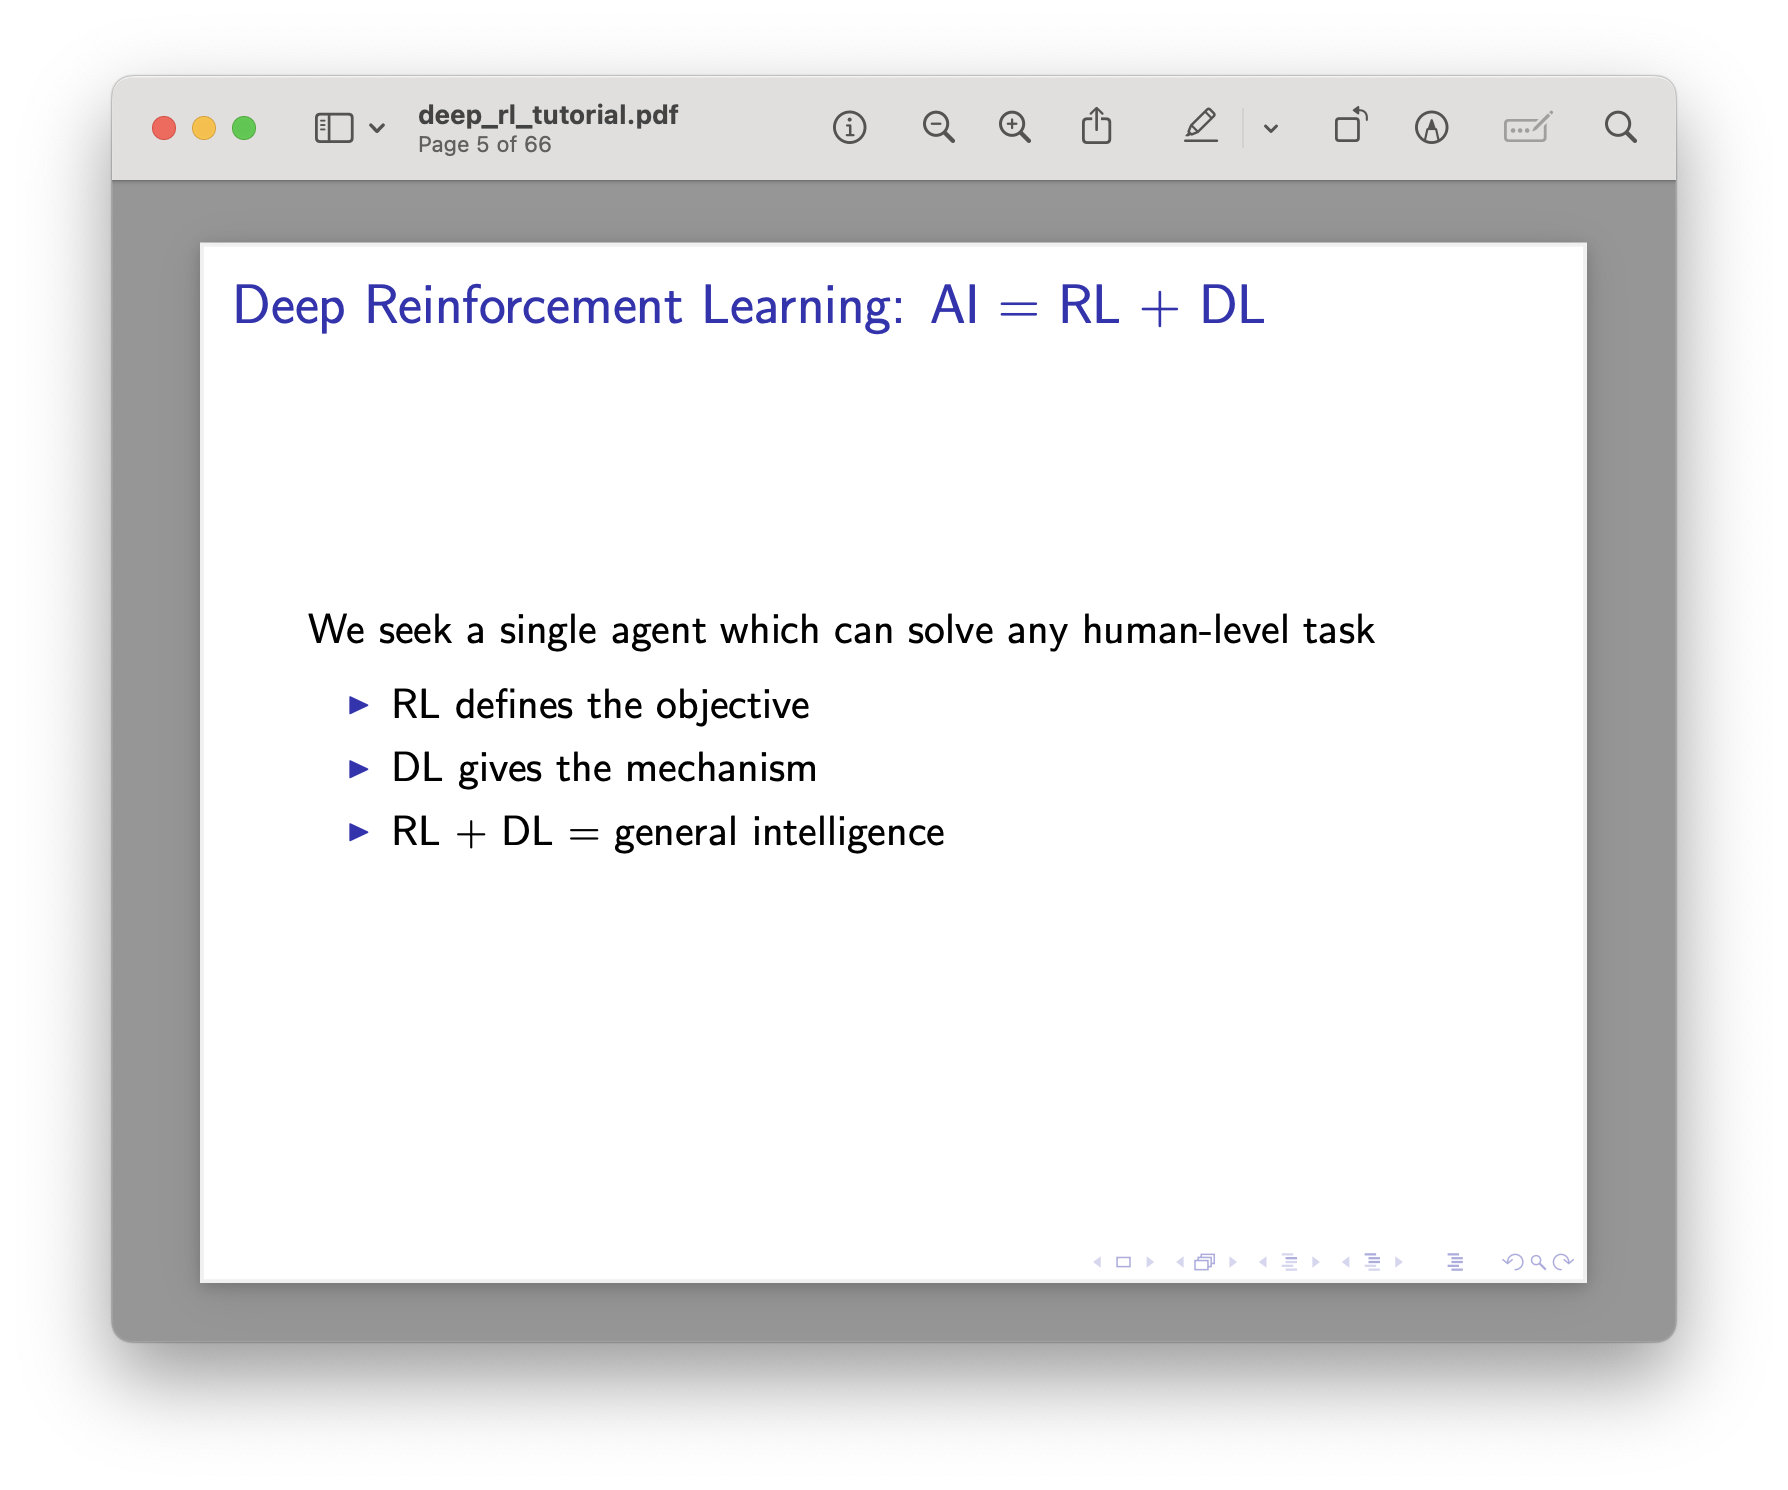 deep_rl_tutorial.pdf
Page 5 of 66
Deep Reinforcement Learning: AI = RL + DL
We seek a single agent which can solve any human-level task
▶ RL defines the objective
▶ DL gives the mechanism
▶ RL + DL = general intelligence